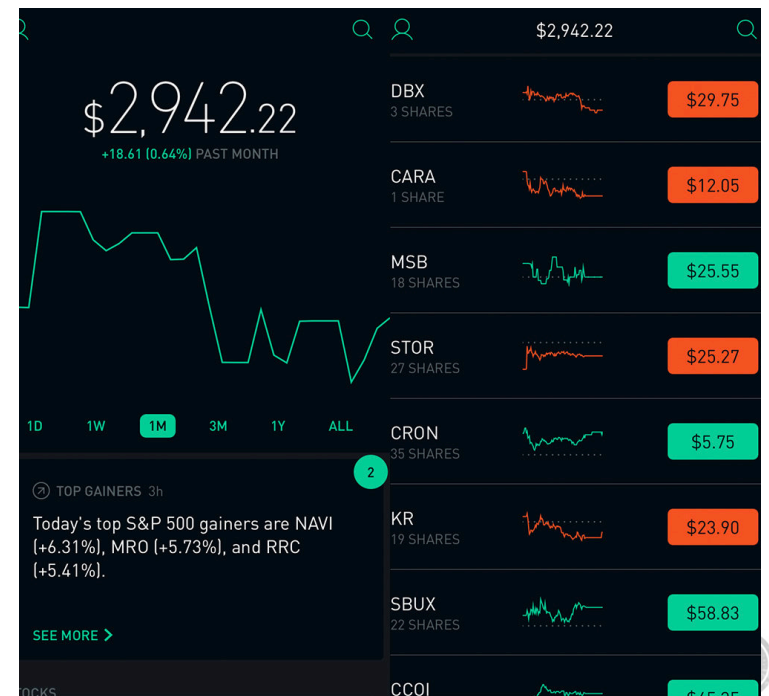 $2,942.22
+18.61 (0.64%) PAST MONTH
1D 1W 1M 3M 1Y ALL
2
TOP GAINERS 3h
Today's top S&P 500 gainers are NAVI
(+6.31%), MRO (+5.73%), and RRC
(+5.41%).
SEE MORE
$2,942.22
DBX
3 SHARES
$29.75
CARA
1 SHARE
$12.05
MSB
18 SHARES
$25.55
STOR
27 SHARES
$25.27
CRON
35 SHARES
$5.75
KR
19 SHARES
$23.90
SBUX
22 SHARES
$58.83
CCOI